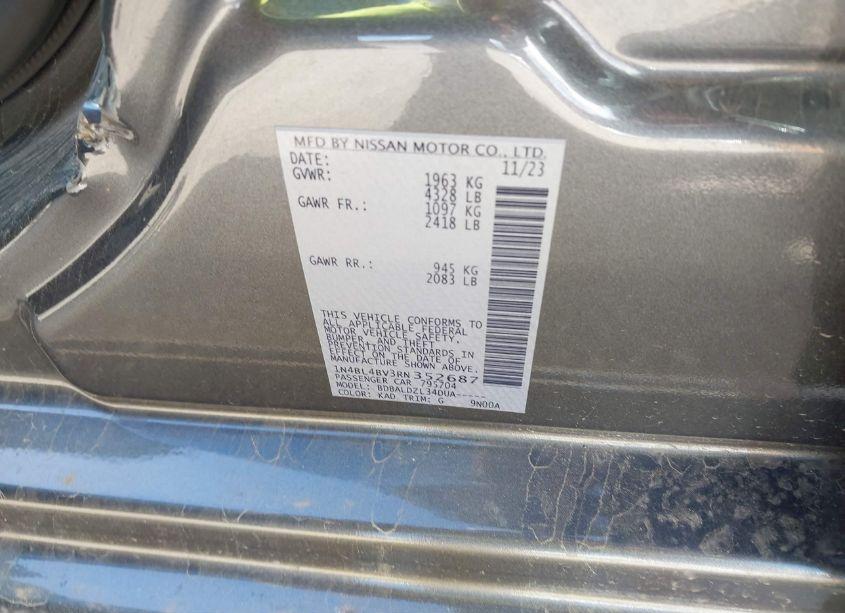 MFD BY NISSAN MOTOR CO., LTD.
DATE: 11/23
GVWR: 1963 KG
4328 LB
GAWR FR.: 1097 KG
2418 LB
GAWR RR.: 945 KG
2083 LB
THIS VEHICLE CONFORMS TO
ALL APPLICABLE FEDERAL
MOTOR VEHICLE SAFETY,
BUMPER, AND THEFT
PREVENTION STANDARDS IN
EFFECT ON THE DATE OF
MANUFACTURE SHOWN ABOVE.
1N4BL4BV3RN352687
PASSENGER CAR 795704
MODEL: BDBALDZL34DUA-----
COLOR: KAD TRIM: G 9N00A